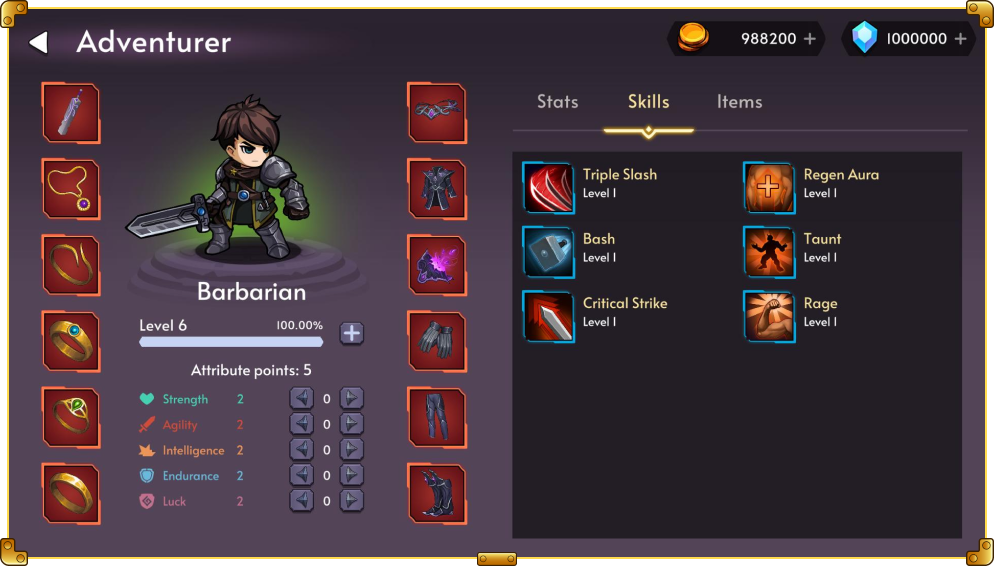 Adventurer
988200 +
1000000 +
Stats Skills Items
Triple Slash
Level 1
Regen Aura
Level 1
Bash
Level 1
Taunt
Level 1
Critical Strike
Level 1
Rage
Level 1
Barbarian
Level 6 100.00%
Attribute points: 5
Strength 2 0
Agility 2 0
Intelligence 2 0
Endurance 2 0
Luck 2 0